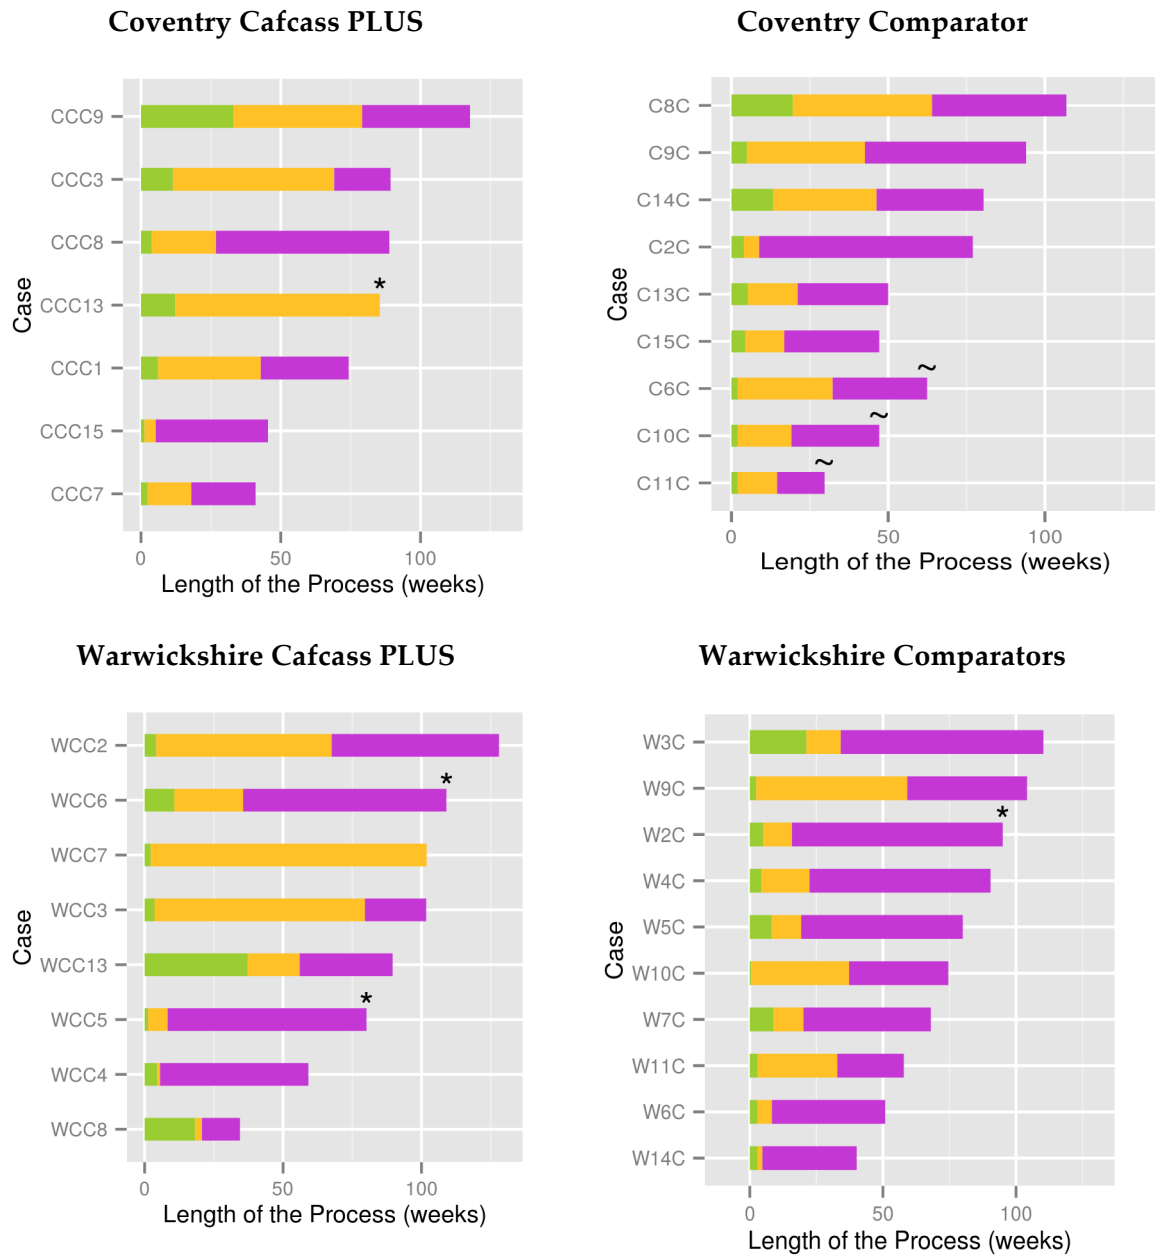 Coventry Cafcass PLUS
Case
CCC9
CCC3
CCC8
*
CCC13
CCC1
CCC15
CCC7
0 50 100
Length of the Process (weeks)
Coventry Comparator
Case
C8C
C9C
C14C
C2C
C13C
C15C
~
C6C
~
C10C
~
C11C
0 50 100
Length of the Process (weeks)
Warwickshire Cafcass PLUS
Case
WCC2
*
WCC6
WCC7
WCC3
WCC13
*
WCC5
WCC4
WCC8
0 50 100
Length of the Process (weeks)
Warwickshire Comparators
Case
W3C
W9C
*
W2C
W4C
W5C
W10C
W7C
W11C
W6C
W14C
0 50 100
Length of the Process (weeks)